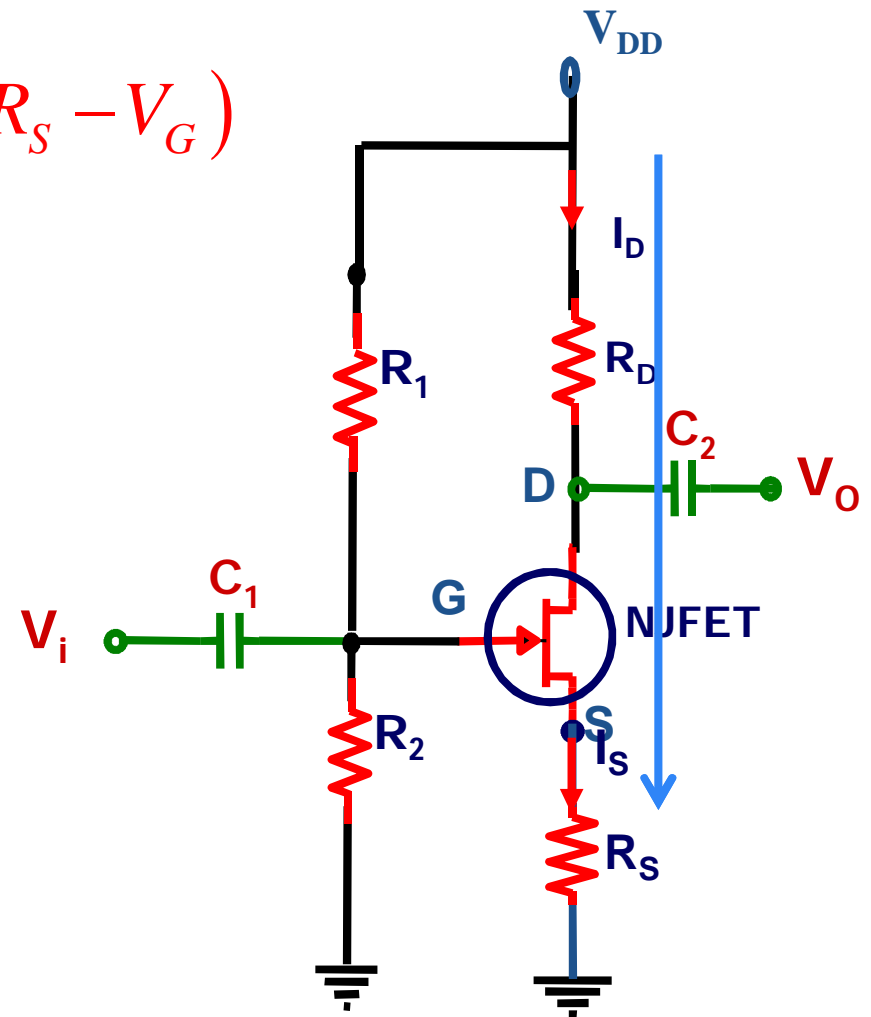 V_DD
R_S − V_G )
I_D
R_1
R_D
C_2
D
V_O
C_1
G
NJFET
V_i
S
R_2
I_S
R_S